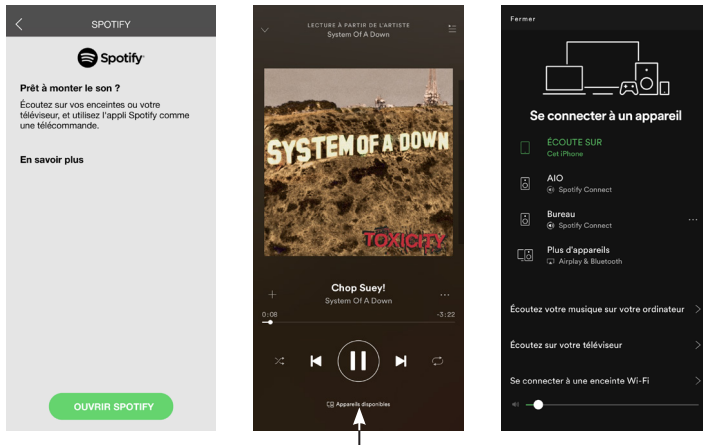 SPOTIFY
Spotify
Prêt à monter le son ?
Écoutez sur vos enceintes ou votre
téléviseur, et utilisez l'appli Spotify comme
une télécommande.
En savoir plus
OUVRIR SPOTIFY
LECTURE À PARTIR DE L'ARTISTE
System Of A Down
SYSTEM OF A DOWN
TOXICITY
Chop Suey!
System Of A Down
0:08
-3:22
Appareils disponibles
Fermer
Se connecter à un appareil
ÉCOUTE SUR
Cet iPhone
AIO
Spotify Connect
Bureau
Spotify Connect
Plus d'appareils
Airplay & Bluetooth
Écoutez votre musique sur votre ordinateur
Écoutez sur votre téléviseur
Se connecter à une enceinte Wi-Fi